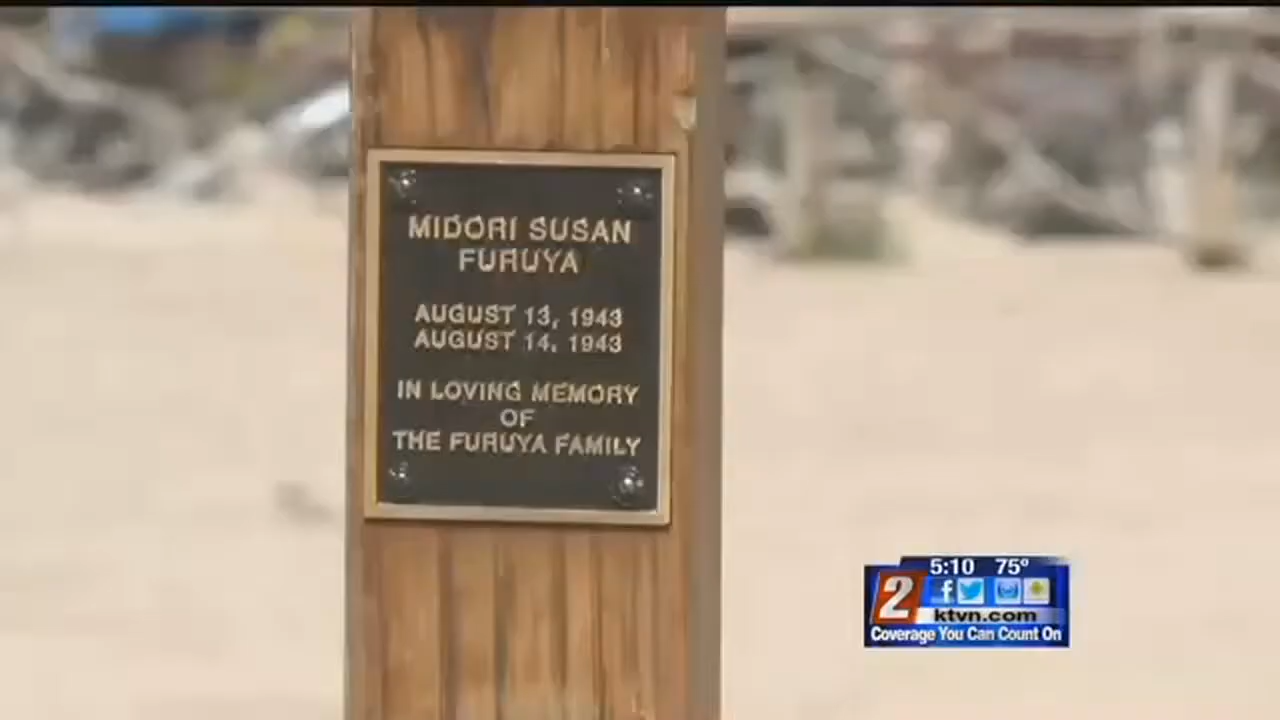 MIDORI SUSAN
FURUYA
AUGUST 13, 1943
AUGUST 14, 1943
IN LOVING MEMORY
OF
THE FURUYA FAMILY
5:10 75°
2
ktvn.com
Coverage You Can Count On